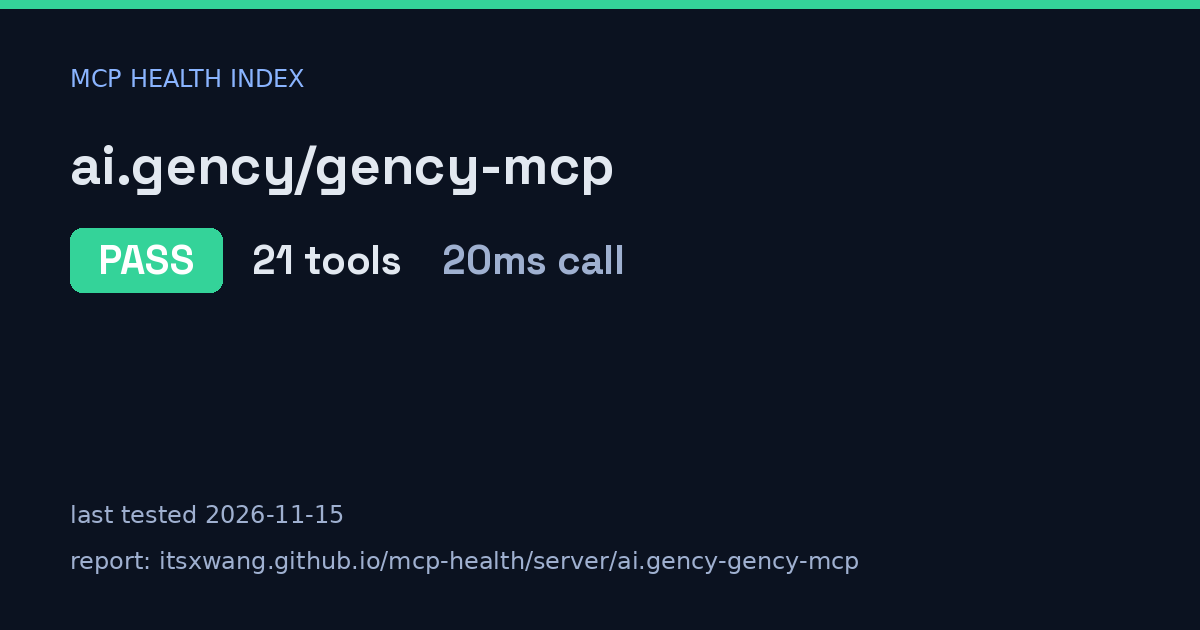 MCP HEALTH INDEX
ai.gency/gency-mcp
PASS 21 tools 20ms call
last tested 2026-11-15
report: itsxwang.github.io/mcp-health/server/ai.gency-gency-mcp